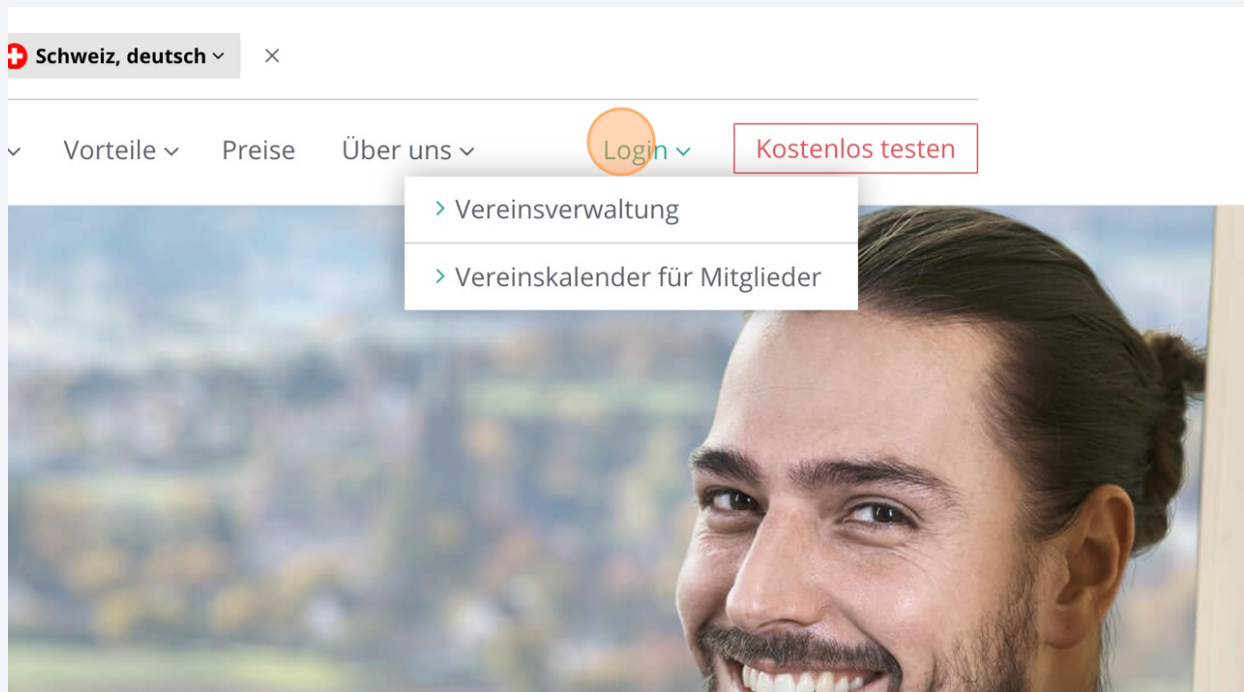 Schweiz, deutsch
Vorteile Preise Über uns Login Kostenlos testen
Vereinsverwaltung
Vereinskalender für Mitglieder